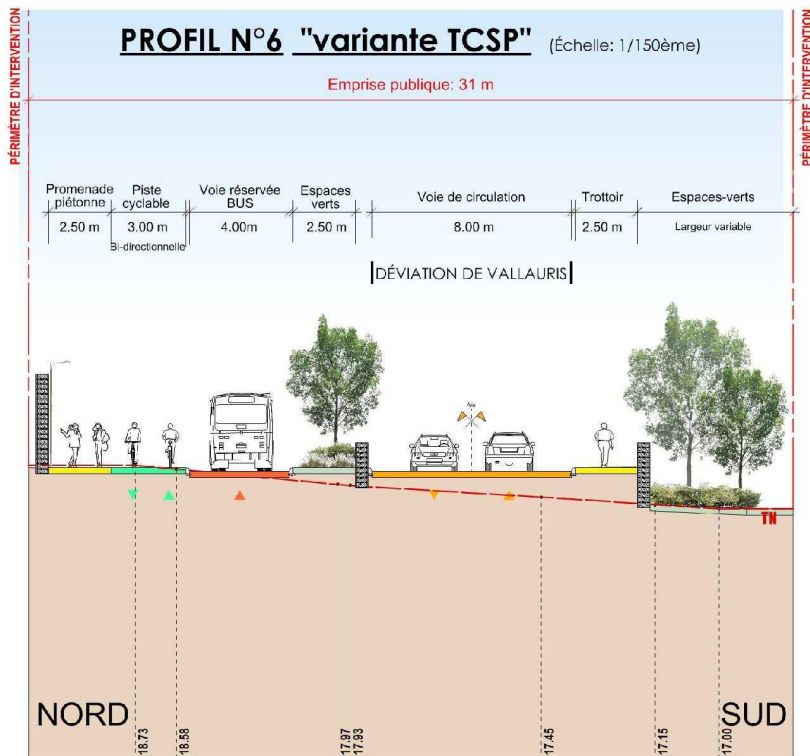 PROFIL N°6 "variante TCSP" (Échelle: 1/150ème)
PÉRIMÈTRE D'INTERVENTION
PÉRIMÈTRE D'INTERVENTION
Emprise publique: 31 m
Promenade piétonne
2.50 m
Piste cyclable
3.00 m
Bi-directionnelle
Voie réservée BUS
4.00m
Espaces verts
2.50 m
Voie de circulation
8.00 m
Trottoir
2.50 m
Espaces-verts
Largeur variable
DÉVIATION DE VALLAURIS
TN
NORD
SUD
18.73
18.58
17.97
17.93
17.45
17.15
17.00